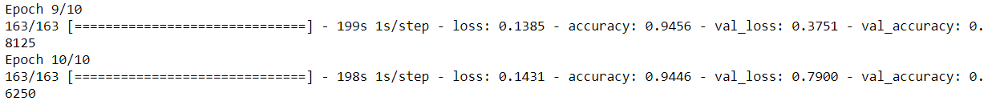 Epoch 9/10
163/163 [==============================] - 199s 1s/step - loss: 0.1385 - accuracy: 0.9456 - val_loss: 0.3751 - val_accuracy: 0.
8125
Epoch 10/10
163/163 [==============================] - 198s 1s/step - loss: 0.1431 - accuracy: 0.9446 - val_loss: 0.7900 - val_accuracy: 0.
6250